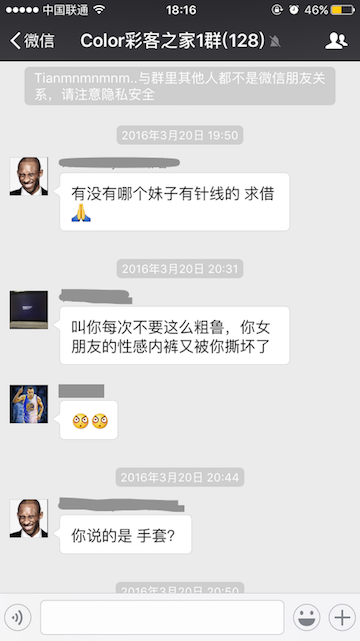 中国联通 18:16 46%
微信 Color彩客之家1群(128)
Tianmnmnmnm..与群里其他人都不是微信朋友关
系，请注意隐私安全
2016年3月20日 19:50
有没有哪个妹子有针线的 求借
🙏
2016年3月20日 20:31
叫你每次不要这么粗鲁，你女
朋友的性感内裤又被你撕坏了
2016年3月20日 20:44
你说的是 手套？
2016年3月20日 20:50